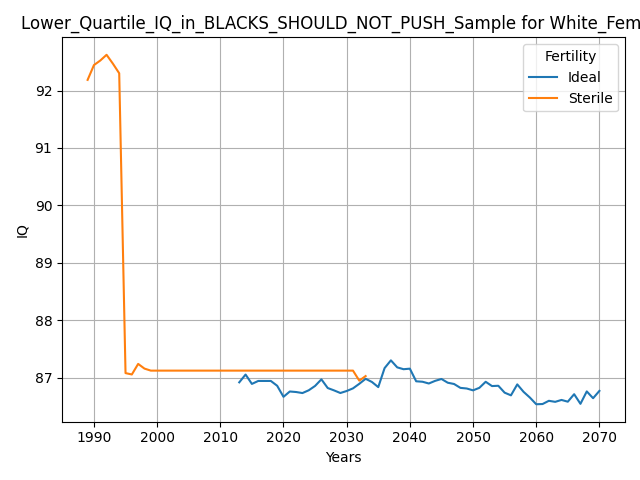 Lower_Quartile_IQ_in_BLACKS_SHOULD_NOT_PUSH_Sample for White_Fem
Fertility
Ideal
Sterile
IQ
92
91
90
89
88
87
1990 2000 2010 2020 2030 2040 2050 2060 2070
Years